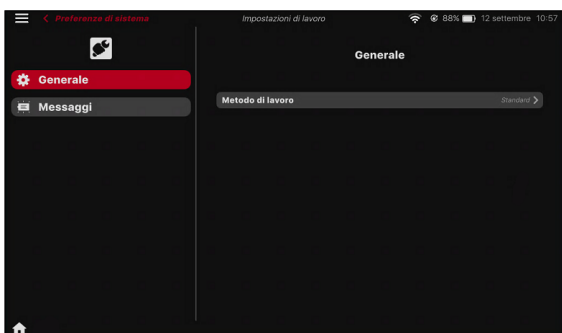 Preferenze di sistema
Impostazioni di lavoro
88% 12 settembre 10:57
Generale
Messaggi
Generale
Metodo di lavoro Standard